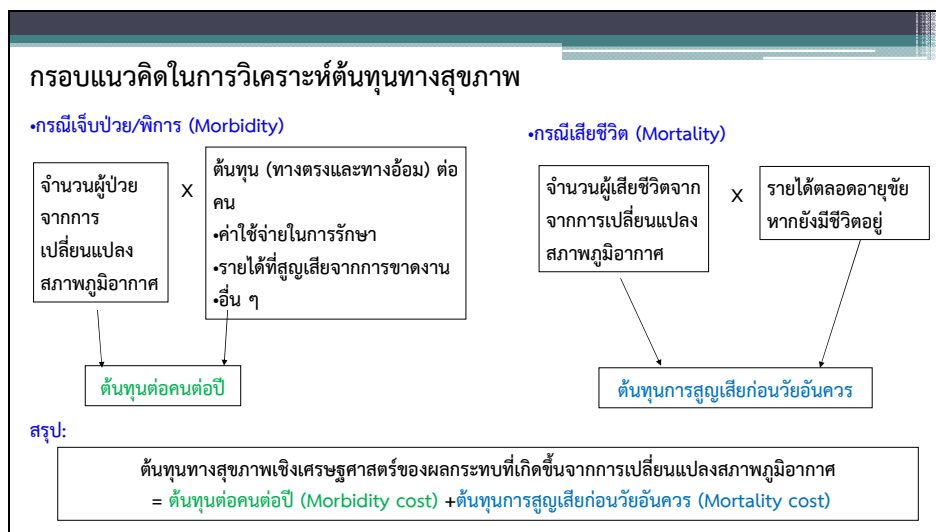 กรอบแนวคิดในการวิเคราะห์ต้นทุนทางสุขภาพ
•กรณีเจ็บป่วย/พิการ (Morbidity)
จำนวนผู้ป่วย
จากการ
เปลี่ยนแปลง
สภาพภูมิอากาศ
X
ต้นทุน (ทางตรงและทางอ้อม) ต่อ
คน
•ค่าใช้จ่ายในการรักษา
•รายได้ที่สูญเสียจากการขาดงาน
•อื่น ๆ
ต้นทุนต่อคนต่อปี
•กรณีเสียชีวิต (Mortality)
จำนวนผู้เสียชีวิตจาก
จากการเปลี่ยนแปลง
สภาพภูมิอากาศ
X
รายได้ตลอดอายุขัย
หากยังมีชีวิตอยู่
ต้นทุนการสูญเสียก่อนวัยอันควร
สรุป:
ต้นทุนทางสุขภาพเชิงเศรษฐศาสตร์ของผลกระทบที่เกิดขึ้นจากการเปลี่ยนแปลงสภาพภูมิอากาศ
= ต้นทุนต่อคนต่อปี (Morbidity cost) +ต้นทุนการสูญเสียก่อนวัยอันควร (Mortality cost)